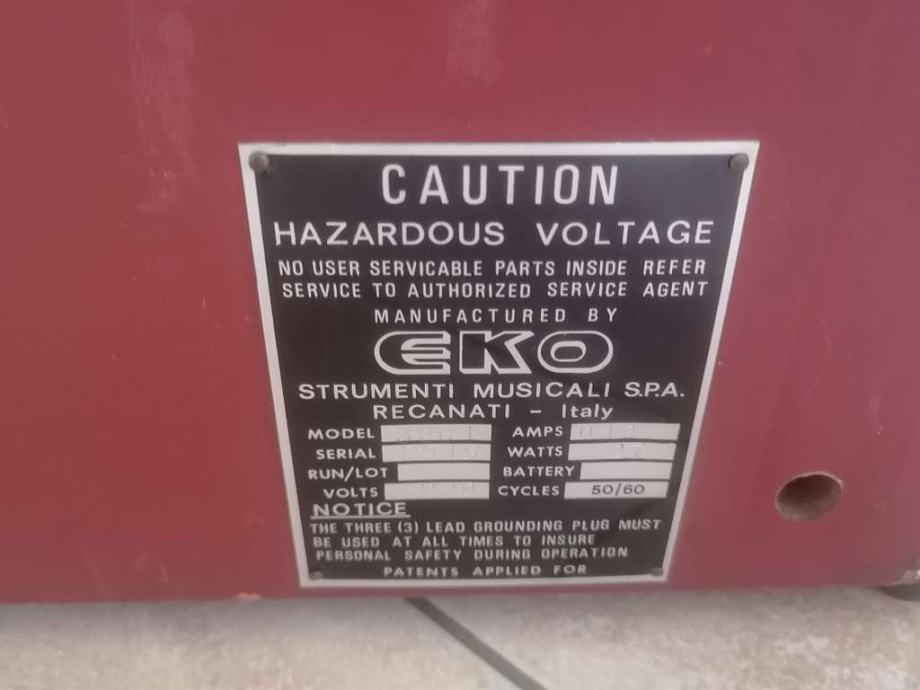 CAUTION
HAZARDOUS VOLTAGE
NO USER SERVICABLE PARTS INSIDE REFER
SERVICE TO AUTHORIZED SERVICE AGENT
MANUFACTURED BY
EKO
STRUMENTI MUSICALI S.P.A.
RECANATI - Italy
MODEL AMPS
SERIAL WATTS
RUN/LOT BATTERY
VOLTS CYCLES 50/60
NOTICE
THE THREE (3) LEAD GROUNDING PLUG MUST
BE USED AT ALL TIMES TO INSURE
PERSONAL SAFETY DURING OPERATION
PATENTS APPLIED FOR